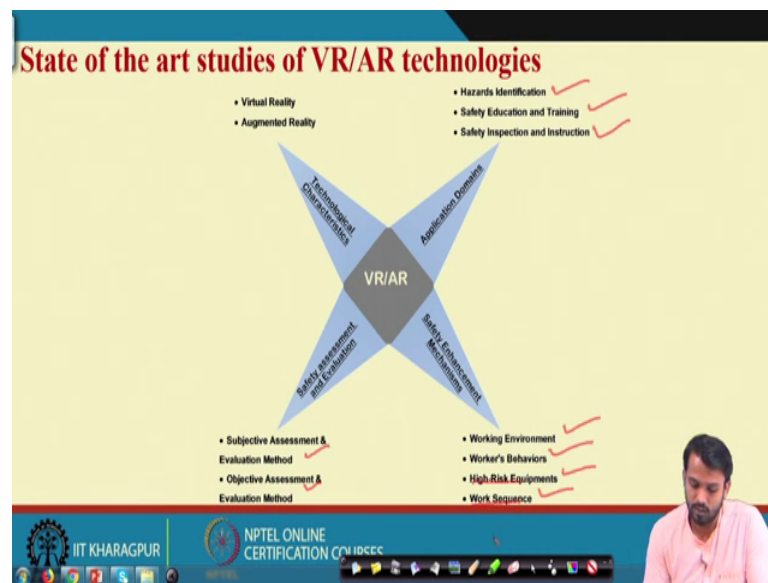 State of the art studies of VR/AR technologies
• Virtual Reality
• Augmented Reality
• Hazards Identification
• Safety Education and Training
• Safety Inspection and Instruction
Technological
Characteristics
Application Domains
VR/AR
Safety assessment
and Evaluation
Safety Enhancement
Mechanisms
• Subjective Assessment &
Evaluation Method
• Objective Assessment &
Evaluation Method
• Working Environment
• Worker's Behaviors
• High-Risk Equipments
• Work Sequence
IIT KHARAGPUR
NPTEL ONLINE
CERTIFICATION COURSES
NPTEL